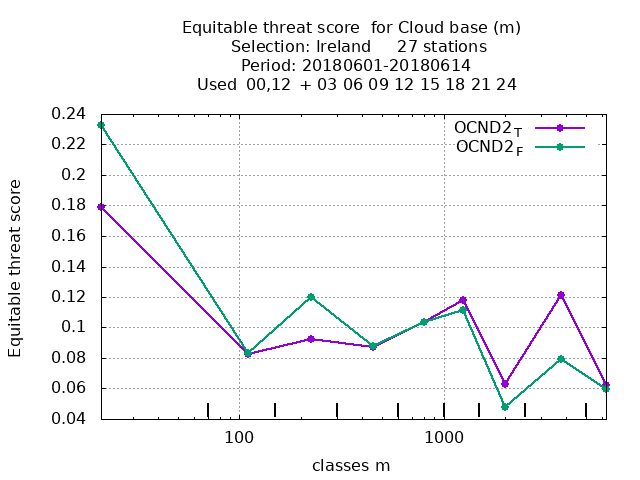 Equitable threat score  for Cloud base (m)
Selection: Ireland     27 stations
Period: 20180601-20180614
Used  00,12  + 03 06 09 12 15 18 21 24
OCND2_T
OCND2_F
0.24
0.22
0.2
0.18
0.16
0.14
0.12
0.1
0.08
0.06
0.04
Equitable threat score
100 1000
classes m